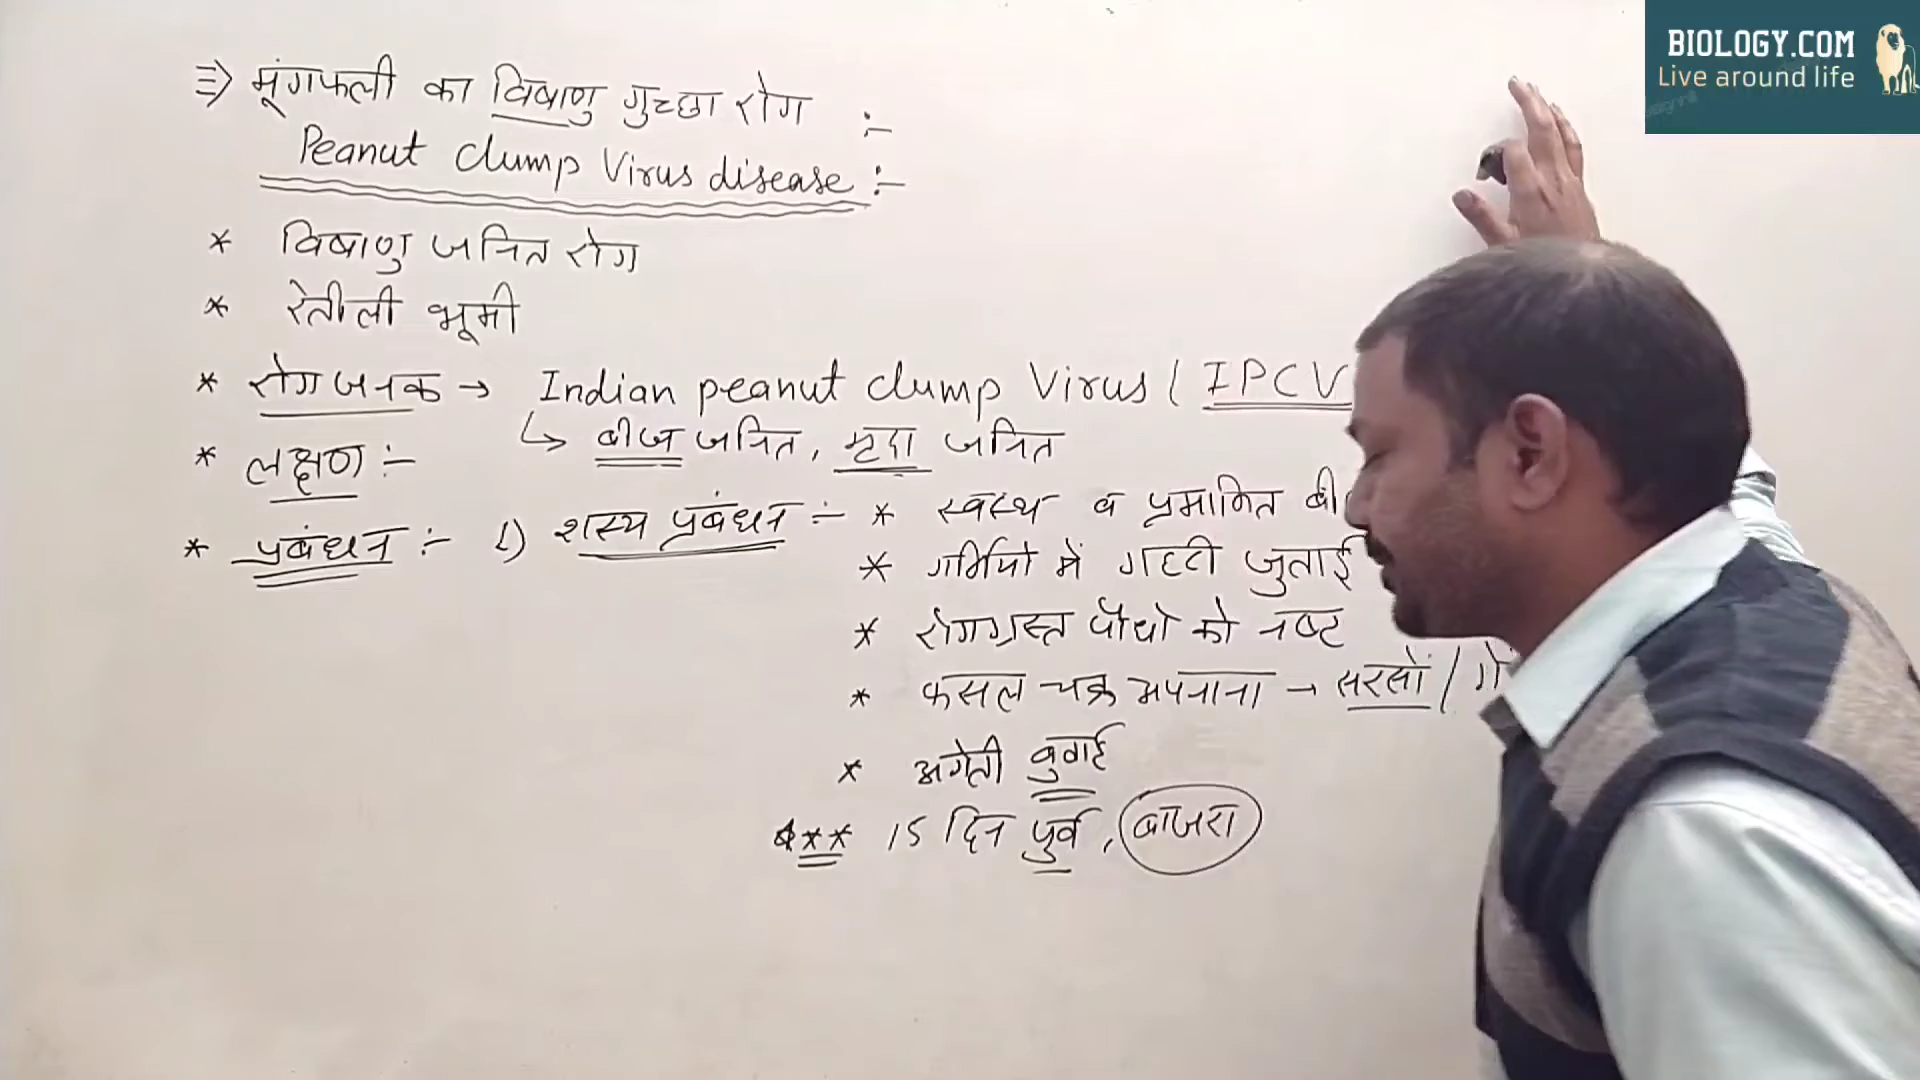 ⇒ मूंगफली का विषाणु गुच्छा रोग :-
Peanut clump Virus disease :-
* विषाणु जनित रोग
* रेतीली भूमी
* रोग जनक → Indian peanut clump Virus ( IPCV
↳ बीज जनित, मृदा जनित
* लक्षण :-
* प्रबंधन :- 1) शस्य प्रबंधन :- * स्वस्थ व प्रमाणित
* गर्मियों में गहरी जुताई
* रोगग्रस्त पौधो को नष्ट
* फसल चक्र अपनाना → सरसों /
* अगेती बुवाई
*** 15 दिन पुर्व , बाजरा
BIOLOGY.COM
Live around life